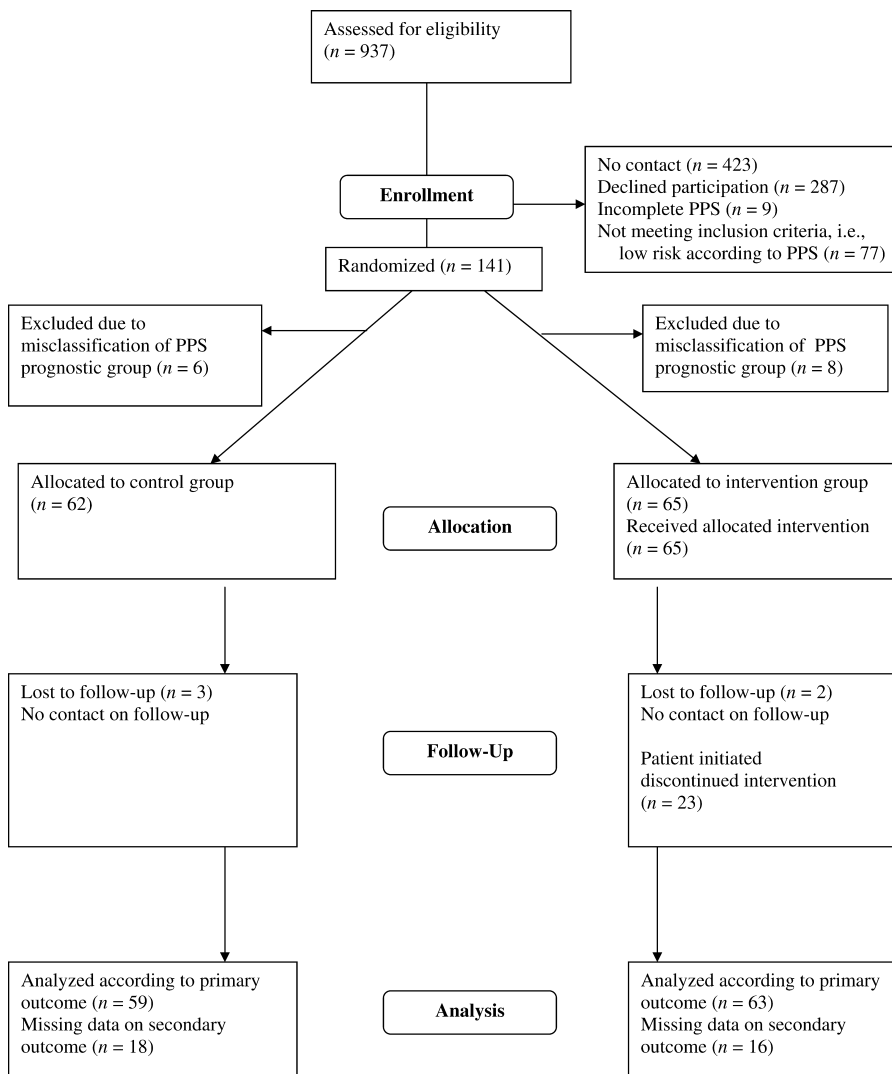 Assessed for eligibility
(n = 937)
No contact (n = 423)
Declined participation (n = 287)
Incomplete PPS (n = 9)
Not meeting inclusion criteria, i.e.,
low risk according to PPS (n = 77)
Enrollment
Randomized (n = 141)
Excluded due to
misclassification of PPS
prognostic group (n = 6)
Excluded due to
misclassification of PPS
prognostic group (n = 8)
Allocated to control group
(n = 62)
Allocated to intervention group
(n = 65)
Received allocated intervention
(n = 65)
Allocation
Lost to follow-up (n = 3)
No contact on follow-up
Lost to follow-up (n = 2)
No contact on follow-up
Patient initiated
discontinued intervention
(n = 23)
Follow-Up
Analyzed according to primary
outcome (n = 59)
Missing data on secondary
outcome (n = 18)
Analyzed according to primary
outcome (n = 63)
Missing data on secondary
outcome (n = 16)
Analysis